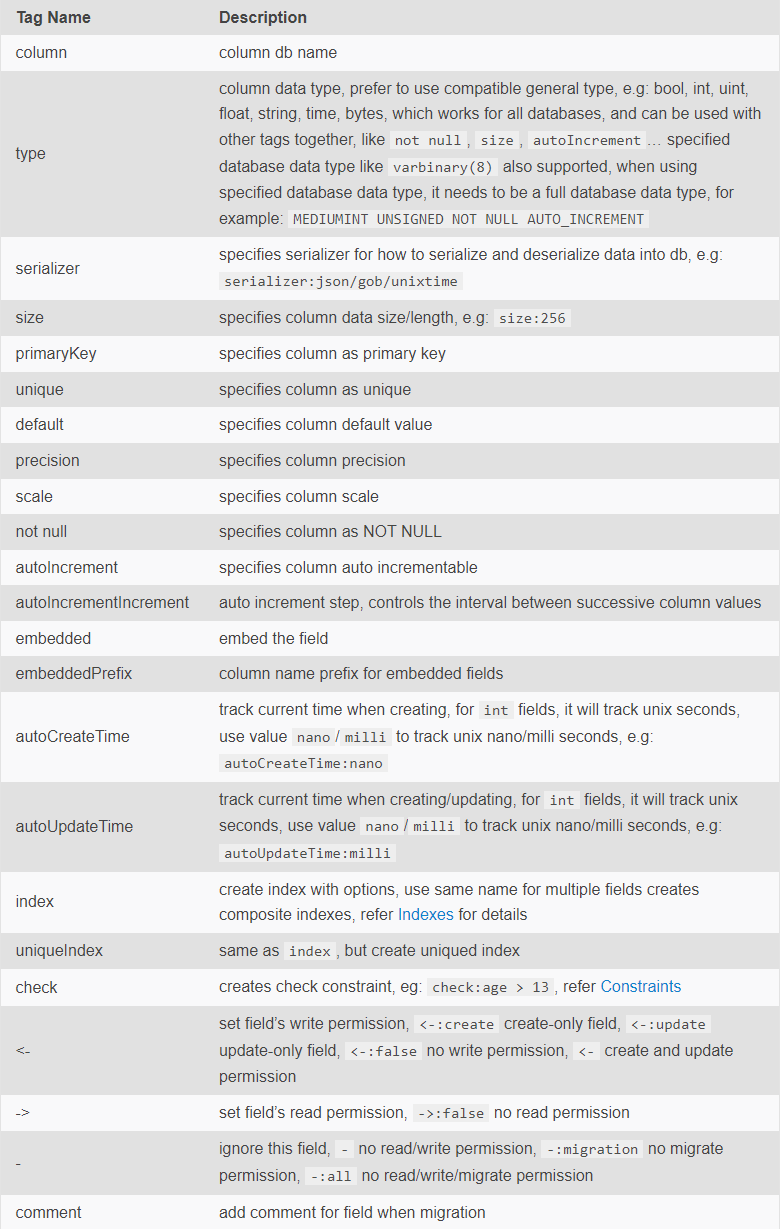 Tag Name Description
column column db name
column data type, prefer to use compatible general type, e.g: bool, int, uint,
float, string, time, bytes, which works for all databases, and can be used with
other tags together, like not null, size, autoIncrement… specified
type database data type like varbinary(8) also supported, when using
specified database data type, it needs to be a full database data type, for
example: MEDIUMINT UNSIGNED NOT NULL AUTO_INCREMENT
serializer specifies serializer for how to serialize and deserialize data into db, e.g:
serializer:json/gob/unixtime
size specifies column data size/length, e.g: size:256
primaryKey specifies column as primary key
unique specifies column as unique
default specifies column default value
precision specifies column precision
scale specifies column scale
not null specifies column as NOT NULL
autoIncrement specifies column auto incrementable
autoIncrementIncrement auto increment step, controls the interval between successive column values
embedded embed the field
embeddedPrefix column name prefix for embedded fields
track current time when creating, for int fields, it will track unix seconds,
autoCreateTime use value nano/milli to track unix nano/milli seconds, e.g:
autoCreateTime:nano
track current time when creating/updating, for int fields, it will track unix
autoUpdateTime seconds, use value nano/milli to track unix nano/milli seconds, e.g:
autoUpdateTime:milli
index create index with options, use same name for multiple fields creates
composite indexes, refer Indexes for details
uniqueIndex same as index, but create uniqued index
check creates check constraint, eg: check:age > 13, refer Constraints
set field's write permission, <-:create create-only field, <-:update
<- update-only field, <-:false no write permission, <- create and update
permission
-> set field's read permission, ->:false no read permission
- ignore this field, - no read/write permission, -:migration no migrate
permission, -:all no read/write/migrate permission
comment add comment for field when migration